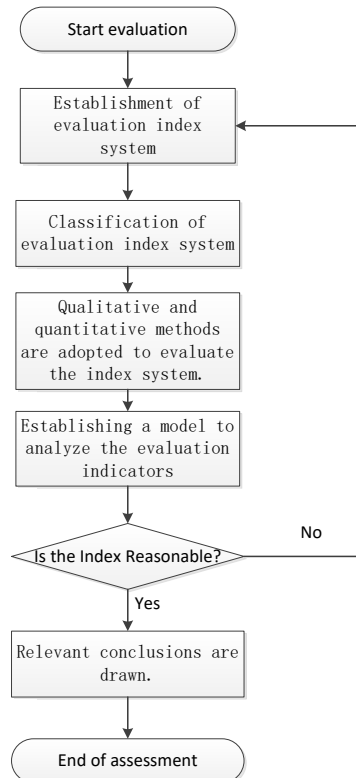 Start evaluation
Establishment of
evaluation index
system
Classification of
evaluation index system
Qualitative and
quantitative methods
are adopted to evaluate
the index system.
Establishing a model to
analyze the evaluation
indicators
Is the Index Reasonable?
No
Yes
Relevant conclusions are
drawn.
End of assessment